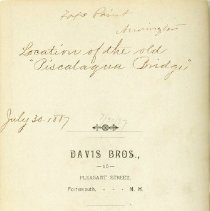 Fox Point
Newington
Location of the old
"Piscataqua Bridge"
July 30 1887
DAVIS BROS.,
PLEASANT STREET,
Portsmouth, - - - N. H.